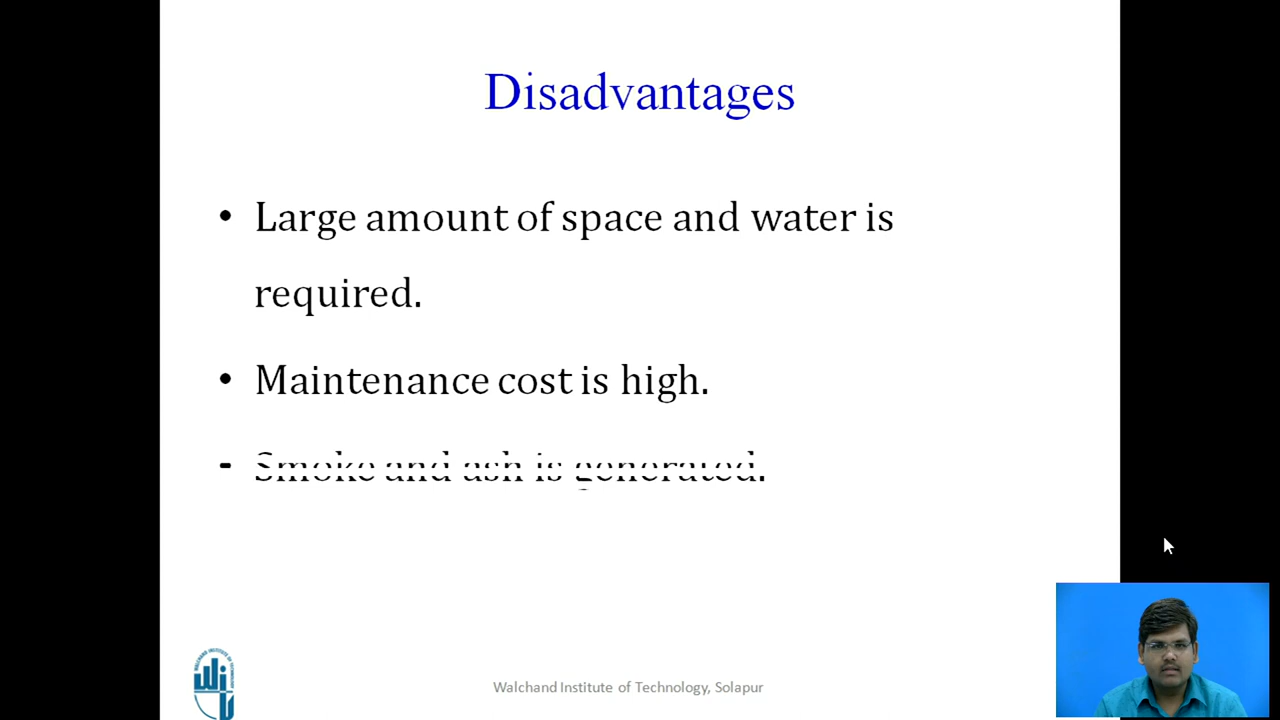 Disadvantages
• Large amount of space and water is
required.
• Maintenance cost is high.
Smoke and ash is generated.
Walchand Institute of Technology, Solapur